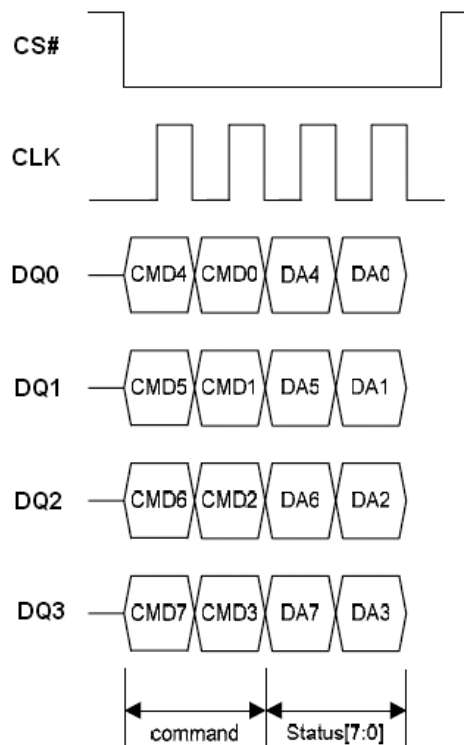 CS#
CLK
DQ0 CMD4 CMD0 DA4 DA0
DQ1 CMD5 CMD1 DA5 DA1
DQ2 CMD6 CMD2 DA6 DA2
DQ3 CMD7 CMD3 DA7 DA3
command Status[7:0]